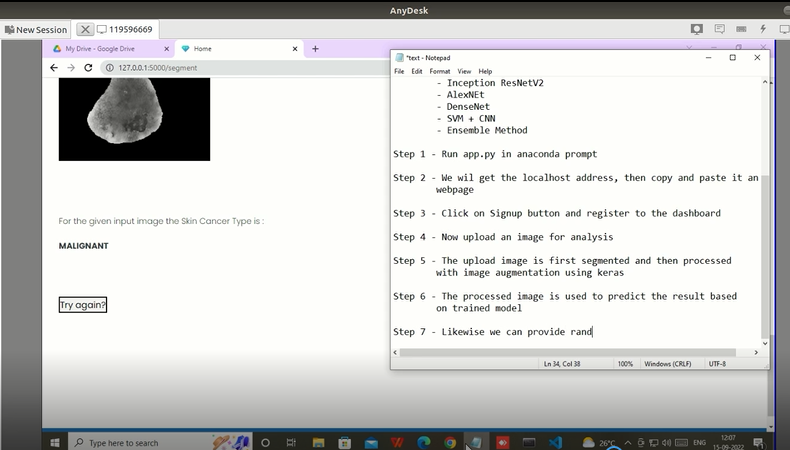 AnyDesk
New Session
119596669
My Drive - Google Drive
Home
127.0.0.1:5000/segment
*text - Notepad
File Edit Format View Help
- Inception ResNetV2
- AlexNEt
- DenseNet
- SVM + CNN
- Ensemble Method
Step 1 - Run app.py in anaconda prompt
Step 2 - We wil get the localhost address, then copy and paste it an
webpage
Step 3 - Click on Signup button and register to the dashboard
Step 4 - Now upload an image for analysis
Step 5 - The upload image is first segmented and then processed
with image augmentation using keras
Step 6 - The processed image is used to predict the result based
on trained model
Step 7 - Likewise we can provide rand
Ln 34, Col 38 100% Windows (CRLF) UTF-8
For the given input image the Skin Cancer Type is :
MALIGNANT
Try again?
Type here to search
26°C
ENG
12:07
15-09-2022